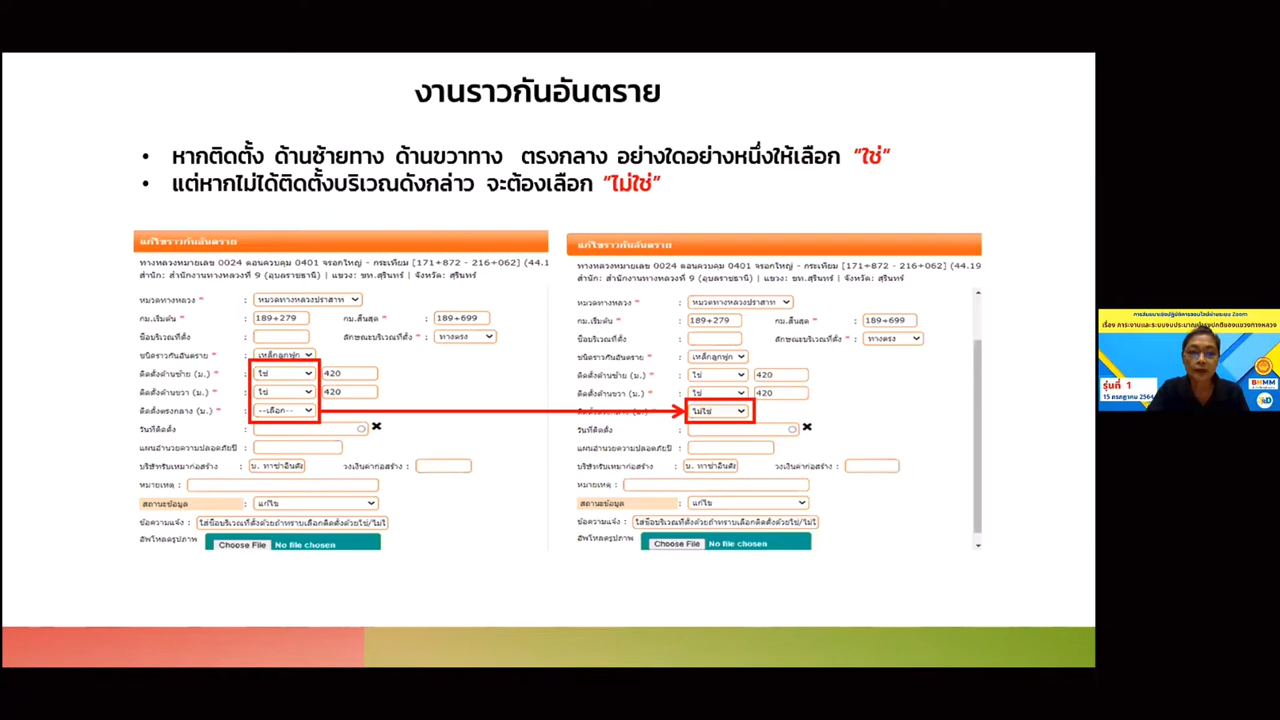 งานราวกันอันตราย
• หากติดตั้ง ด้านซ้ายทาง ด้านขวาทาง ตรงกลาง อย่างใดอย่างหนึ่งให้เลือก “ใช่“
• แต่หากไม่ได้ติดตั้งบริเวณดังกล่าว จะต้องเลือก “ไม่ใช่”
แก้ไขราวกันอันตราย
ทางหลวงหมายเลข 0024 ตอนควบคุม 0401 จรอกใหญ่ - กระเทียม [171+872 - 216+062] (44.1
สำนัก: สำนักงานทางหลวงที่ 9 (อุบลราชธานี) | แขวง: ขท.สุรินทร์ | จังหวัด: สุรินทร์
หมวดทางหลวง * : หมวดทางหลวงปราสาท
กม.เริ่มต้น * : 189+279 กม.สิ้นสุด * : 189+699
ชื่อบริเวณที่ตั้ง : ลักษณะบริเวณที่ตั้ง * : ทางตรง
ชนิดราวกันอันตราย * : เหล็กลูกฟูก
ติดตั้งด้านซ้าย (ม.) * : ใช่ 420
ติดตั้งด้านขวา (ม.) * : ใช่ 420
ติดตั้งตรงกลาง (ม.) * : --เลือก--
วันที่ติดตั้ง :
แผนอำนวยความปลอดภัยปี :
บริษัทรับเหมาก่อสร้าง : บ. ทาซ่าอินดัส วงเงินค่าก่อสร้าง :
หมายเหตุ :
สถานะข้อมูล : แก้ไข
ข้อความแจ้ง : ใส่ชื่อบริเวณที่ตั้งด้วยถ้าทราบเลือกติดตั้งด้วยใช่/ไม่ใ
อัพโหลดรูปภาพ : Choose File No file chosen
แก้ไขราวกันอันตราย
ทางหลวงหมายเลข 0024 ตอนควบคุม 0401 จรอกใหญ่ - กระเทียม [171+872 - 216+062] (44.19
สำนัก: สำนักงานทางหลวงที่ 9 (อุบลราชธานี) | แขวง: ขท.สุรินทร์ | จังหวัด: สุรินทร์
หมวดทางหลวง * : หมวดทางหลวงปราสาท
กม.เริ่มต้น * : 189+279 กม.สิ้นสุด * : 189+699
ชื่อบริเวณที่ตั้ง : ลักษณะบริเวณที่ตั้ง * : ทางตรง
ชนิดราวกันอันตราย * : เหล็กลูกฟูก
ติดตั้งด้านซ้าย (ม.) * : ใช่ 420
ติดตั้งด้านขวา (ม.) * : ใช่ 420
ติดตั้งตรงกลาง (ม.) * : ไม่ใช่
วันที่ติดตั้ง :
แผนอำนวยความปลอดภัยปี :
บริษัทรับเหมาก่อสร้าง : บ. ทาซ่าอินดัส วงเงินค่าก่อสร้าง :
หมายเหตุ :
สถานะข้อมูล : แก้ไข
ข้อความแจ้ง : ใส่ชื่อบริเวณที่ตั้งด้วยถ้าทราบเลือกติดตั้งด้วยใช่/ไม่ใ
อัพโหลดรูปภาพ : Choose File No file chosen
การสัมมนาเชิงปฏิบัติการออนไลน์ผ่านระบบ Zoom
เรื่อง ภาระงานและระบบงบประมาณบำรุงปกติของแขวงทางหลวง
รุ่นที่ 1
15 กรกฎาคม 2564
BMMM